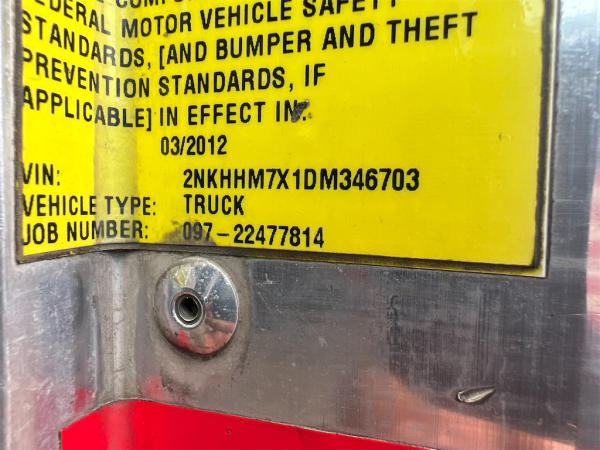 FEDERAL MOTOR VEHICLE SAFETY
STANDARDS, [AND BUMPER AND THEFT
PREVENTION STANDARDS, IF
APPLICABLE] IN EFFECT IN:
03/2012
VIN: 2NKHHM7X1DM346703
VEHICLE TYPE: TRUCK
JOB NUMBER: 097-22477814